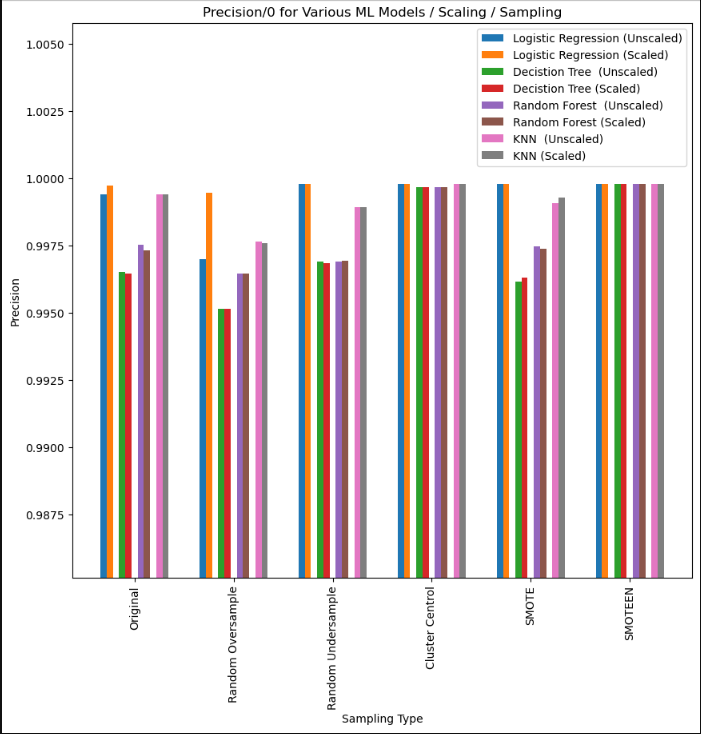 Precision/0 for Various ML Models / Scaling / Sampling
Logistic Regression (Unscaled)
Logistic Regression (Scaled)
Decistion Tree  (Unscaled)
Decistion Tree (Scaled)
Random Forest  (Unscaled)
Random Forest (Scaled)
KNN  (Unscaled)
KNN (Scaled)
Precision
1.0050
1.0025
1.0000
0.9975
0.9950
0.9925
0.9900
0.9875
Original
Random Oversample
Random Undersample
Cluster Centrol
SMOTE
SMOTEEN
Sampling Type